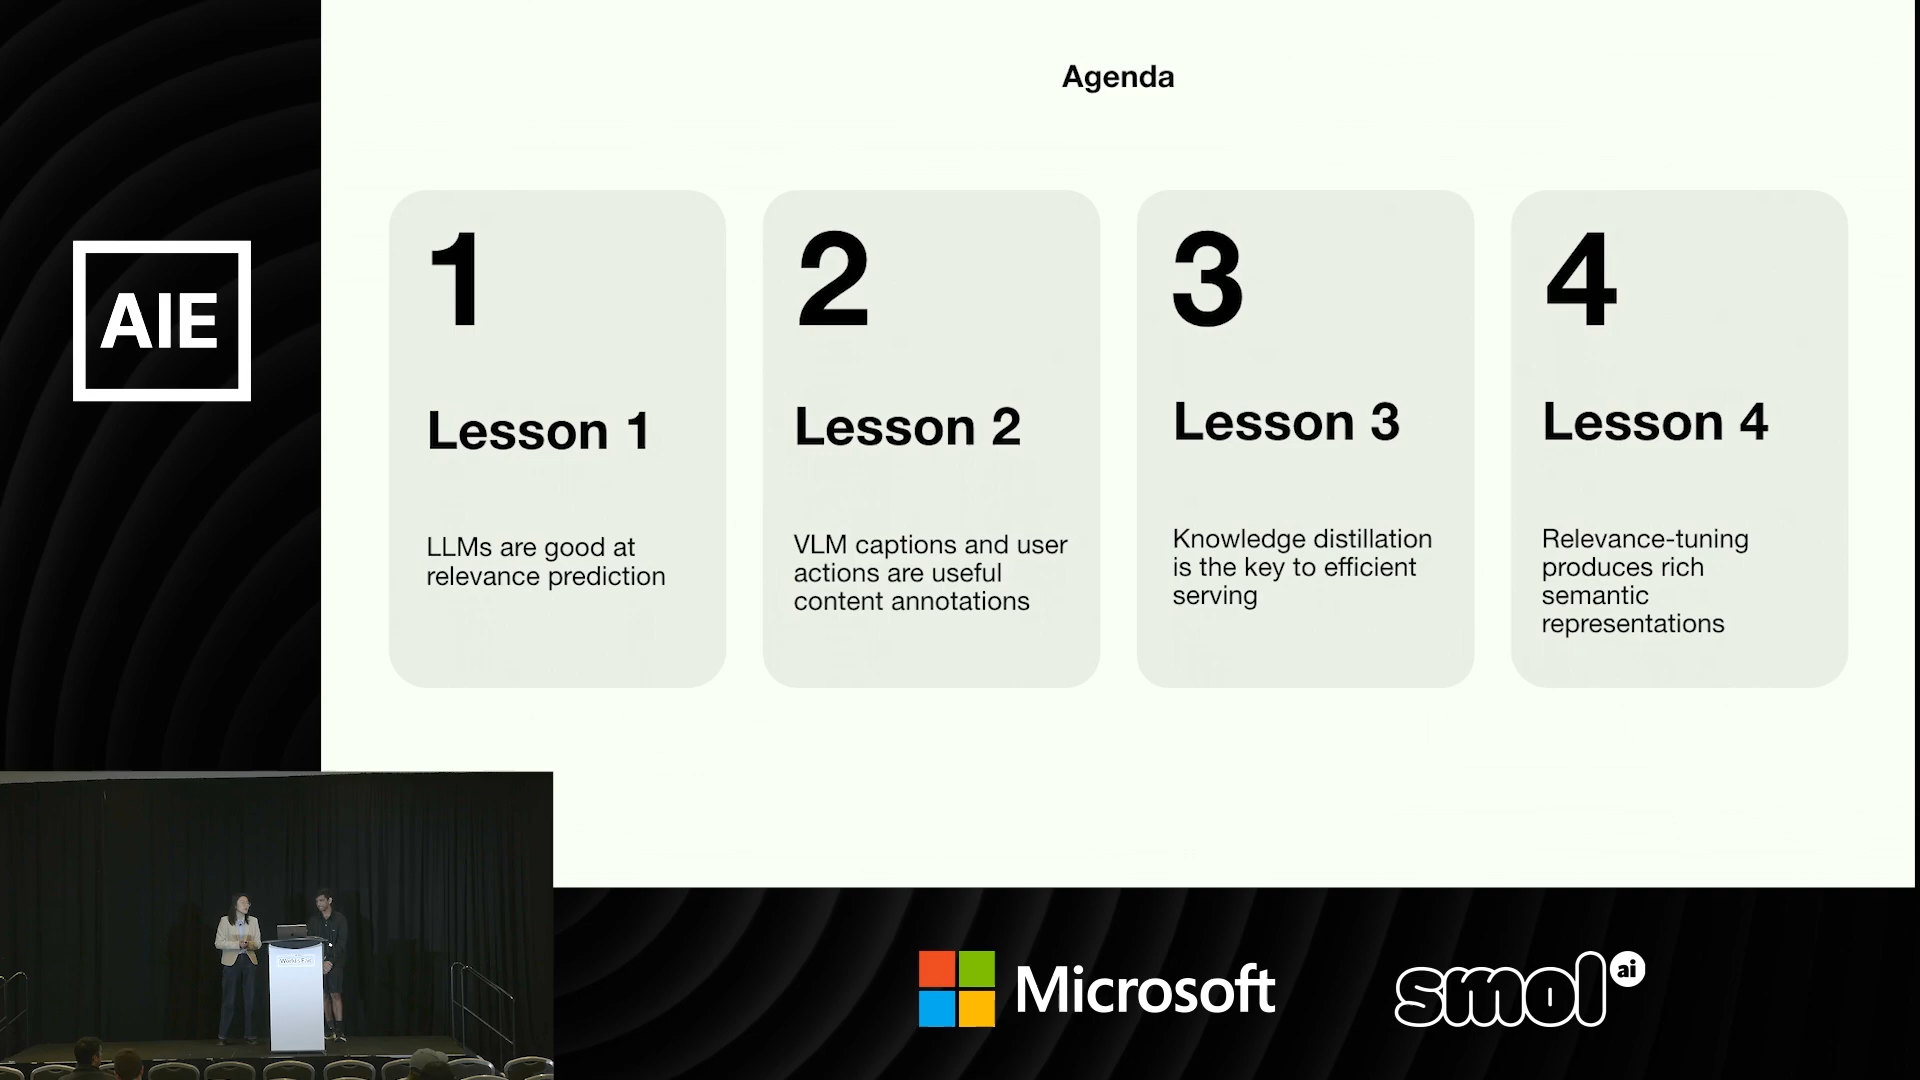 Agenda
AIE
1
Lesson 1
LLMs are good at
relevance prediction
2
Lesson 2
VLM captions and user
actions are useful
content annotations
3
Lesson 3
Knowledge distillation
is the key to efficient
serving
4
Lesson 4
Relevance-tuning
produces rich
semantic
representations
World's Fair
Microsoft
smol ai